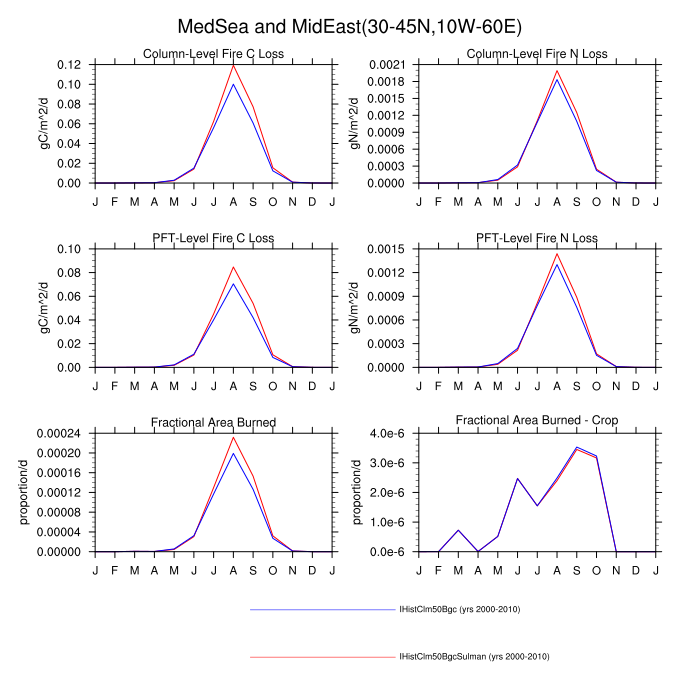 MedSea and MidEast(30-45N,10W-60E)
Column-Level Fire C Loss
gC/m^2/d
0.12
0.10
0.08
0.06
0.04
0.02
0.00
J F M A M J J A S O N D J
Column-Level Fire N Loss
gN/m^2/d
0.0021
0.0018
0.0015
0.0012
0.0009
0.0006
0.0003
0.0000
J F M A M J J A S O N D J
PFT-Level Fire C Loss
gC/m^2/d
0.10
0.08
0.06
0.04
0.02
0.00
J F M A M J J A S O N D J
PFT-Level Fire N Loss
gN/m^2/d
0.0015
0.0012
0.0009
0.0006
0.0003
0.0000
J F M A M J J A S O N D J
Fractional Area Burned
proportion/d
0.00024
0.00020
0.00016
0.00012
0.00008
0.00004
0.00000
J F M A M J J A S O N D J
Fractional Area Burned - Crop
proportion/d
4.0e-6
3.0e-6
2.0e-6
1.0e-6
0.0e-6
J F M A M J J A S O N D J
IHistClm50Bgc (yrs 2000-2010)
IHistClm50BgcSulman (yrs 2000-2010)